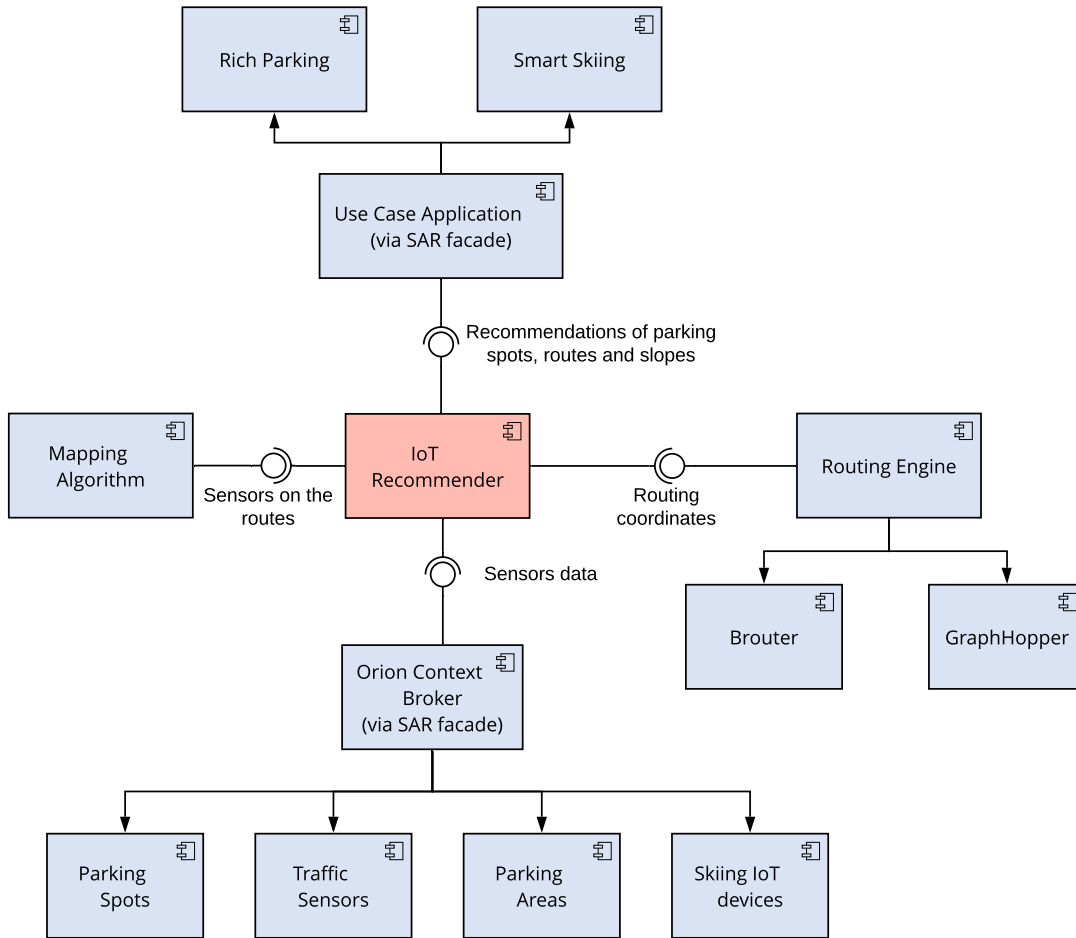 Rich Parking
Smart Skiing
Use Case Application
(via SAR facade)
Recommendations of parking
spots, routes and slopes
Mapping
Algorithm
Sensors on the
routes
IoT
Recommender
Routing
coordinates
Routing Engine
Sensors data
Brouter
GraphHopper
Orion Context
Broker
(via SAR facade)
Parking
Spots
Traffic
Sensors
Parking
Areas
Skiing IoT
devices